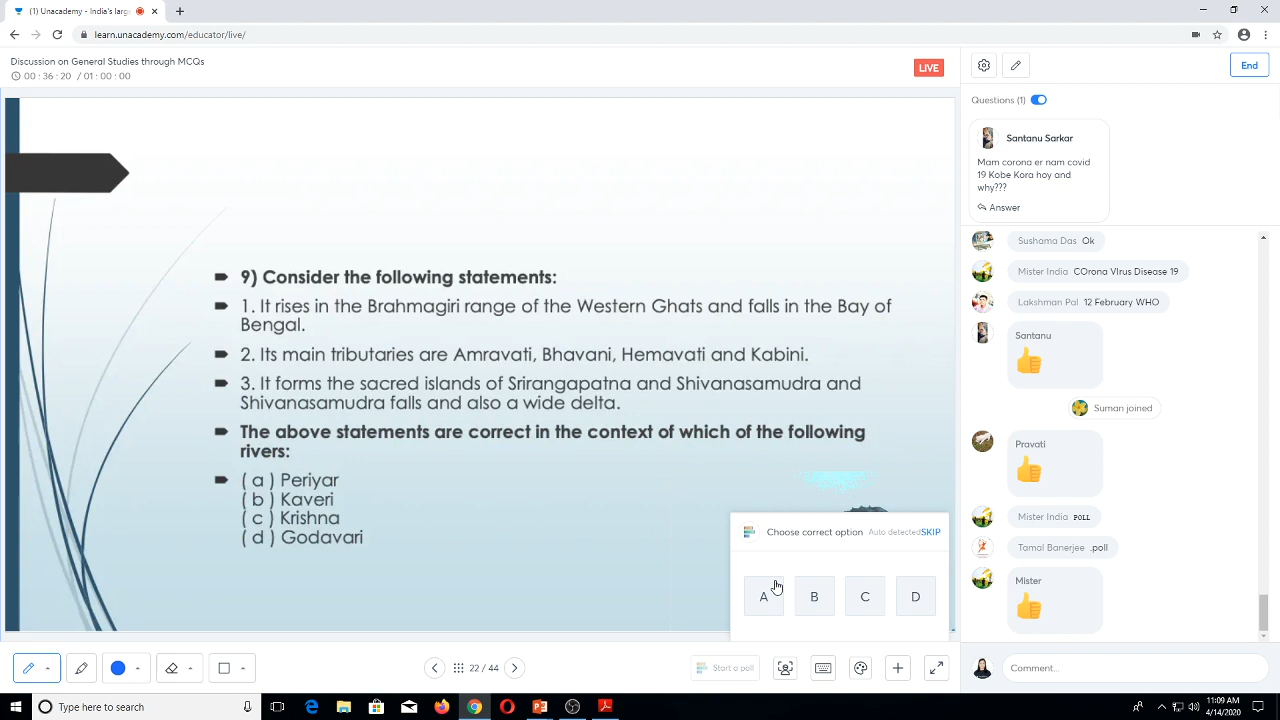 (1) Unacademy - India's larg
learn.unacademy.com/educator/live/
Discussion on General Studies through MCQs
00 : 36 : 20 / 01 : 00 : 00
LIVE
End
Questions (1)
Santanu Sarkar
Mam corona er nam covid
19 Kobe Kora hoy and
why???
Answer
Sushama Das Ok
Mister India COrona VIrus Disease 19
Lakshman Pal 12 February WHO
Santanu
Suman joined
Pravati
Mister India POLL
Tamal Banerjee .poll
Mister
9) Consider the following statements:
1. It rises in the Brahmagiri range of the Western Ghats and falls in the Bay of
Bengal.
2. Its main tributaries are Amravati, Bhavani, Hemavati and Kabini.
3. It forms the sacred islands of Srirangapatna and Shivanasamudra and
Shivanasamudra falls and also a wide delta.
The above statements are correct in the context of which of the following
rivers:
( a ) Periyar
( b ) Kaveri
( c ) Krishna
( d ) Godavari
Choose correct option Auto detected SKIP
A B C D
22 / 44
Start a poll
Comment...
Type here to search
11:09 AM
4/14/2020